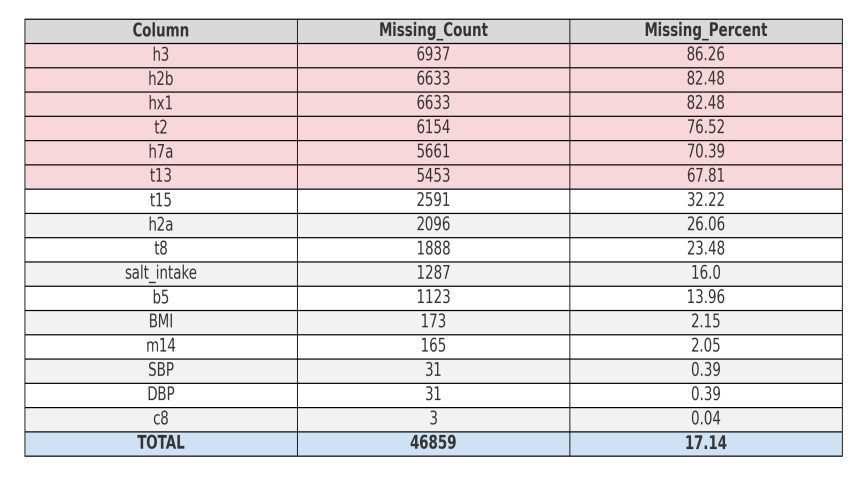 Column Missing_Count Missing_Percent
h3 6937 86.26
h2b 6633 82.48
hx1 6633 82.48
t2 6154 76.52
h7a 5661 70.39
t13 5453 67.81
t15 2591 32.22
h2a 2096 26.06
t8 1888 23.48
salt_intake 1287 16.0
b5 1123 13.96
BMI 173 2.15
m14 165 2.05
SBP 31 0.39
DBP 31 0.39
c8 3 0.04
TOTAL 46859 17.14